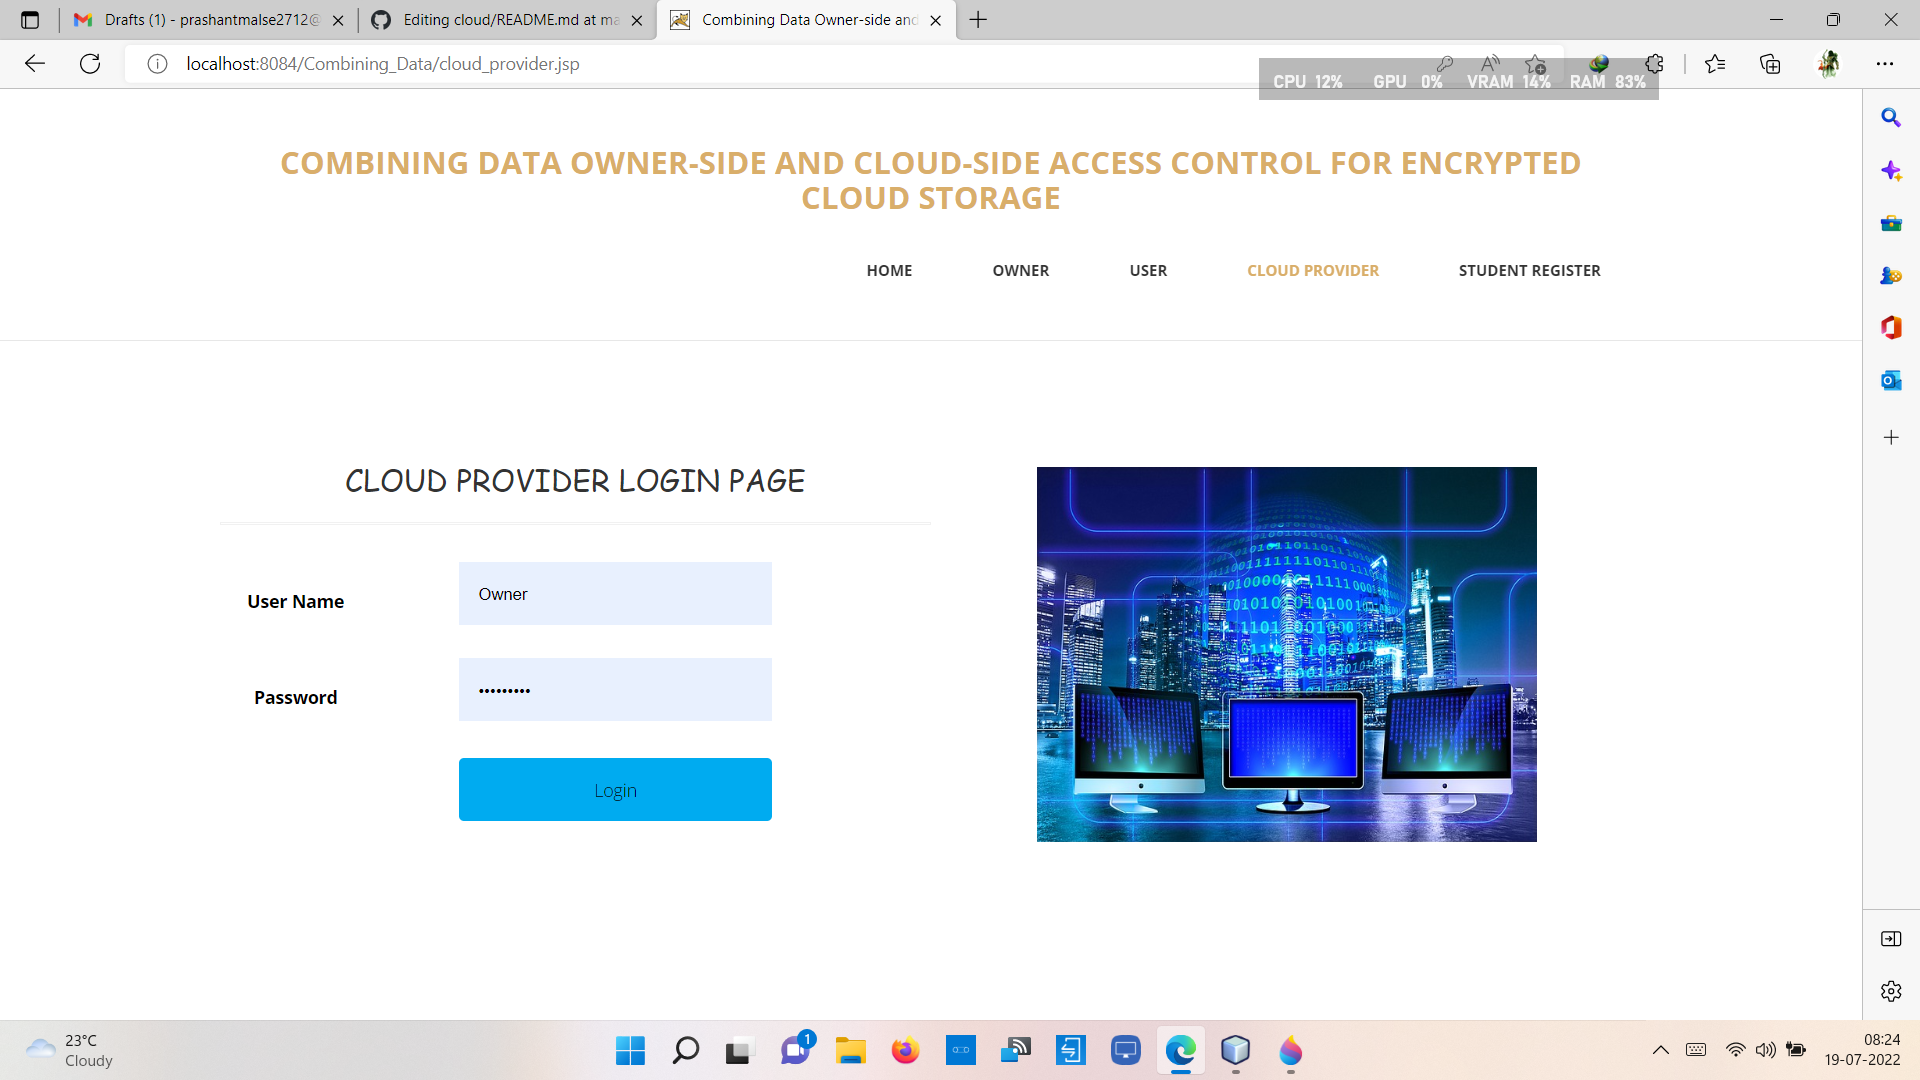 Drafts (1) - prashantmalse2712@
Editing cloud/README.md at ma
Combining Data Owner-side and
localhost:8084/Combining_Data/cloud_provider.jsp
CPU 12% GPU 0% VRAM 14% RAM 83%
COMBINING DATA OWNER-SIDE AND CLOUD-SIDE ACCESS CONTROL FOR ENCRYPTED
CLOUD STORAGE
HOME OWNER USER CLOUD PROVIDER STUDENT REGISTER
CLOUD PROVIDER LOGIN PAGE
User Name
Owner
Password
•••••••••
Login
23°C
Cloudy
1
08:24
19-07-2022